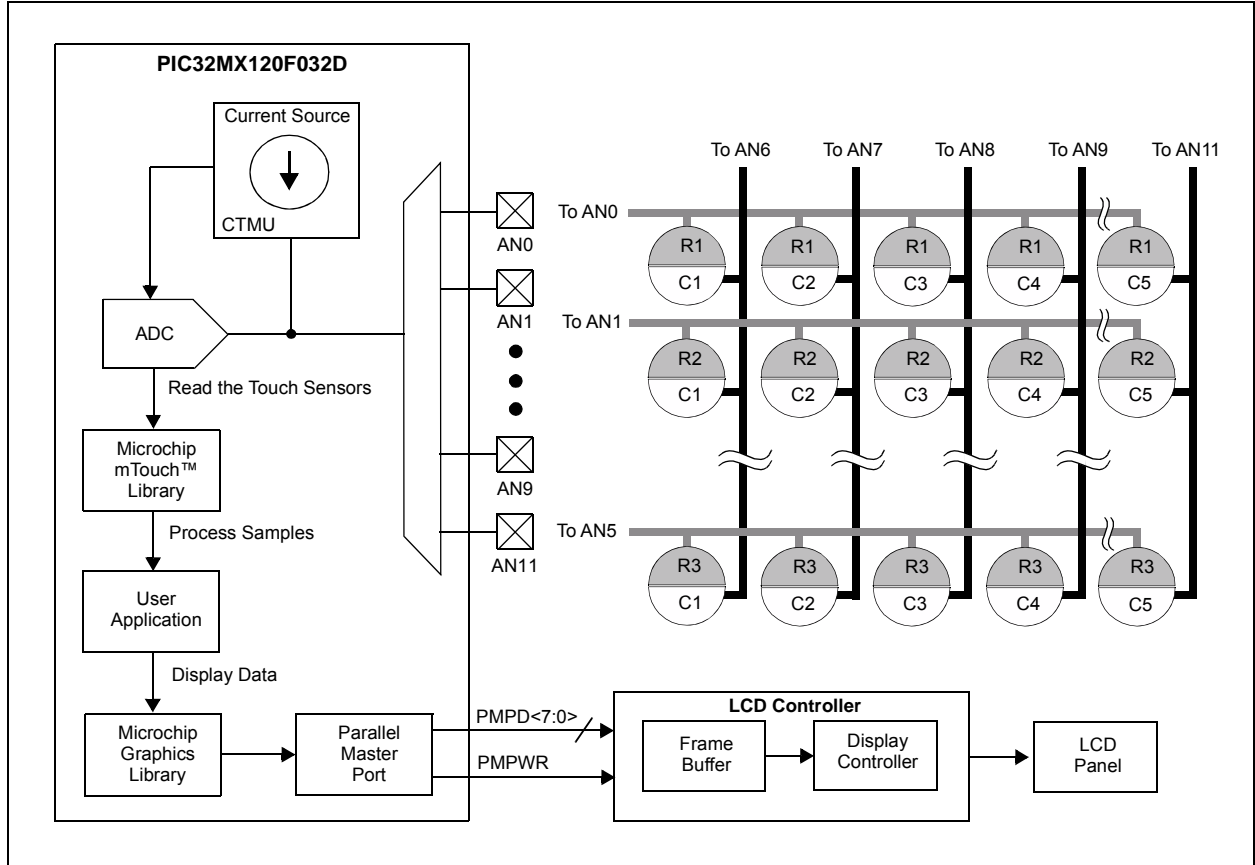 PIC32MX120F032D
Current Source
CTMU
ADC
Read the Touch Sensors
Microchip
mTouch™
Library
Process Samples
User
Application
Display Data
Microchip
Graphics
Library
Parallel
Master
Port
AN0
AN1
AN9
AN11
To AN6
To AN7
To AN8
To AN9
To AN11
To AN0
R1 R1 R1 R1 R1
C1 C2 C3 C4 C5
To AN1
R2 R2 R2 R2 R2
C1 C2 C3 C4 C5
To AN5
R3 R3 R3 R3 R3
C1 C2 C3 C4 C5
PMPD<7:0>
PMPWR
LCD Controller
Frame
Buffer
Display
Controller
LCD
Panel